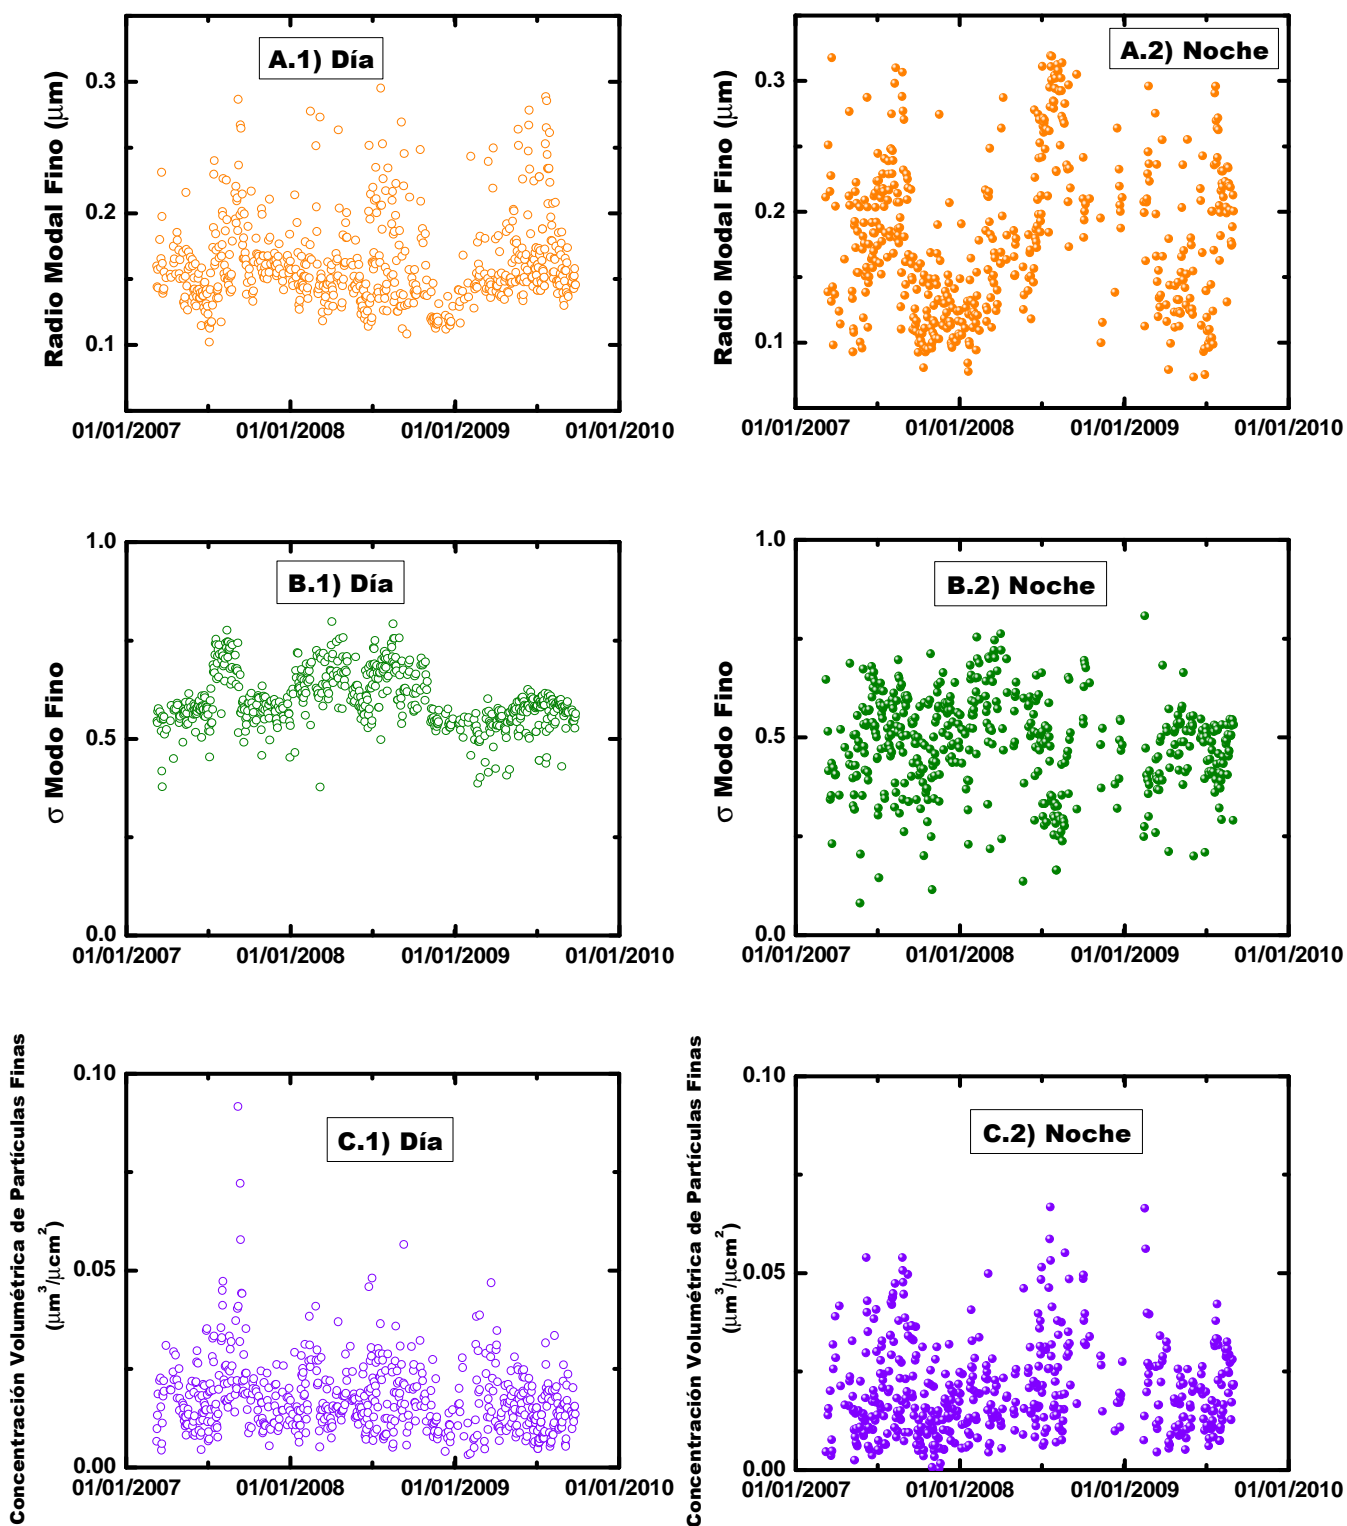 A.1) Día
Radio Modal Fino (μm)
0.3
0.2
0.1
01/01/2007 01/01/2008 01/01/2009 01/01/2010
A.2) Noche
Radio Modal Fino (μm)
0.3
0.2
0.1
01/01/2007 01/01/2008 01/01/2009 01/01/2010
B.1) Día
σ Modo Fino
1.0
0.5
0.0
01/01/2007 01/01/2008 01/01/2009 01/01/2010
B.2) Noche
σ Modo Fino
1.0
0.5
0.0
01/01/2007 01/01/2008 01/01/2009 01/01/2010
C.1) Día
Concentración Volumétrica de Partículas Finas
(μm³/μcm²)
0.10
0.05
0.00
01/01/2007 01/01/2008 01/01/2009 01/01/2010
C.2) Noche
Concentración Volumétrica de Partículas Finas
(μm³/μcm²)
0.10
0.05
0.00
01/01/2007 01/01/2008 01/01/2009 01/01/2010